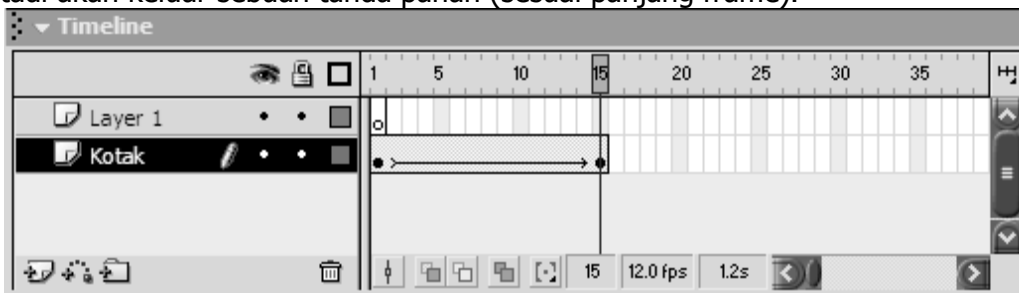 tadi akan keluar sebuah tanda panah (sesuai panjang frame).
Timeline
1 5 10 15 20 25 30 35
Layer 1
Kotak
15 12.0 fps 1.2s